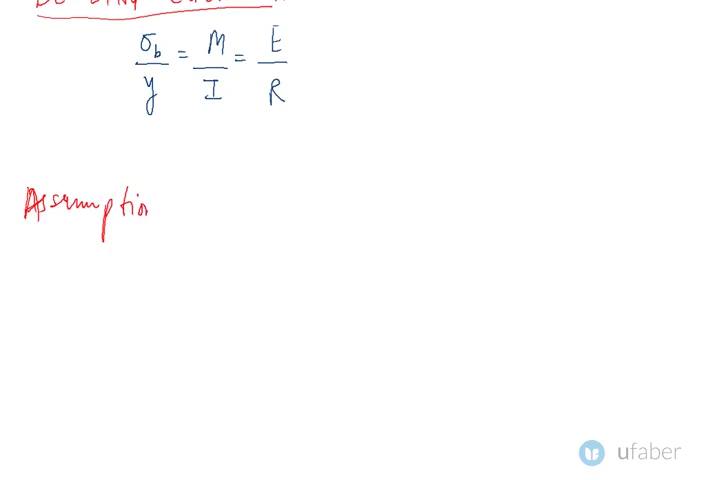 σb/y = M/I = E/R
Assumption
ufaber